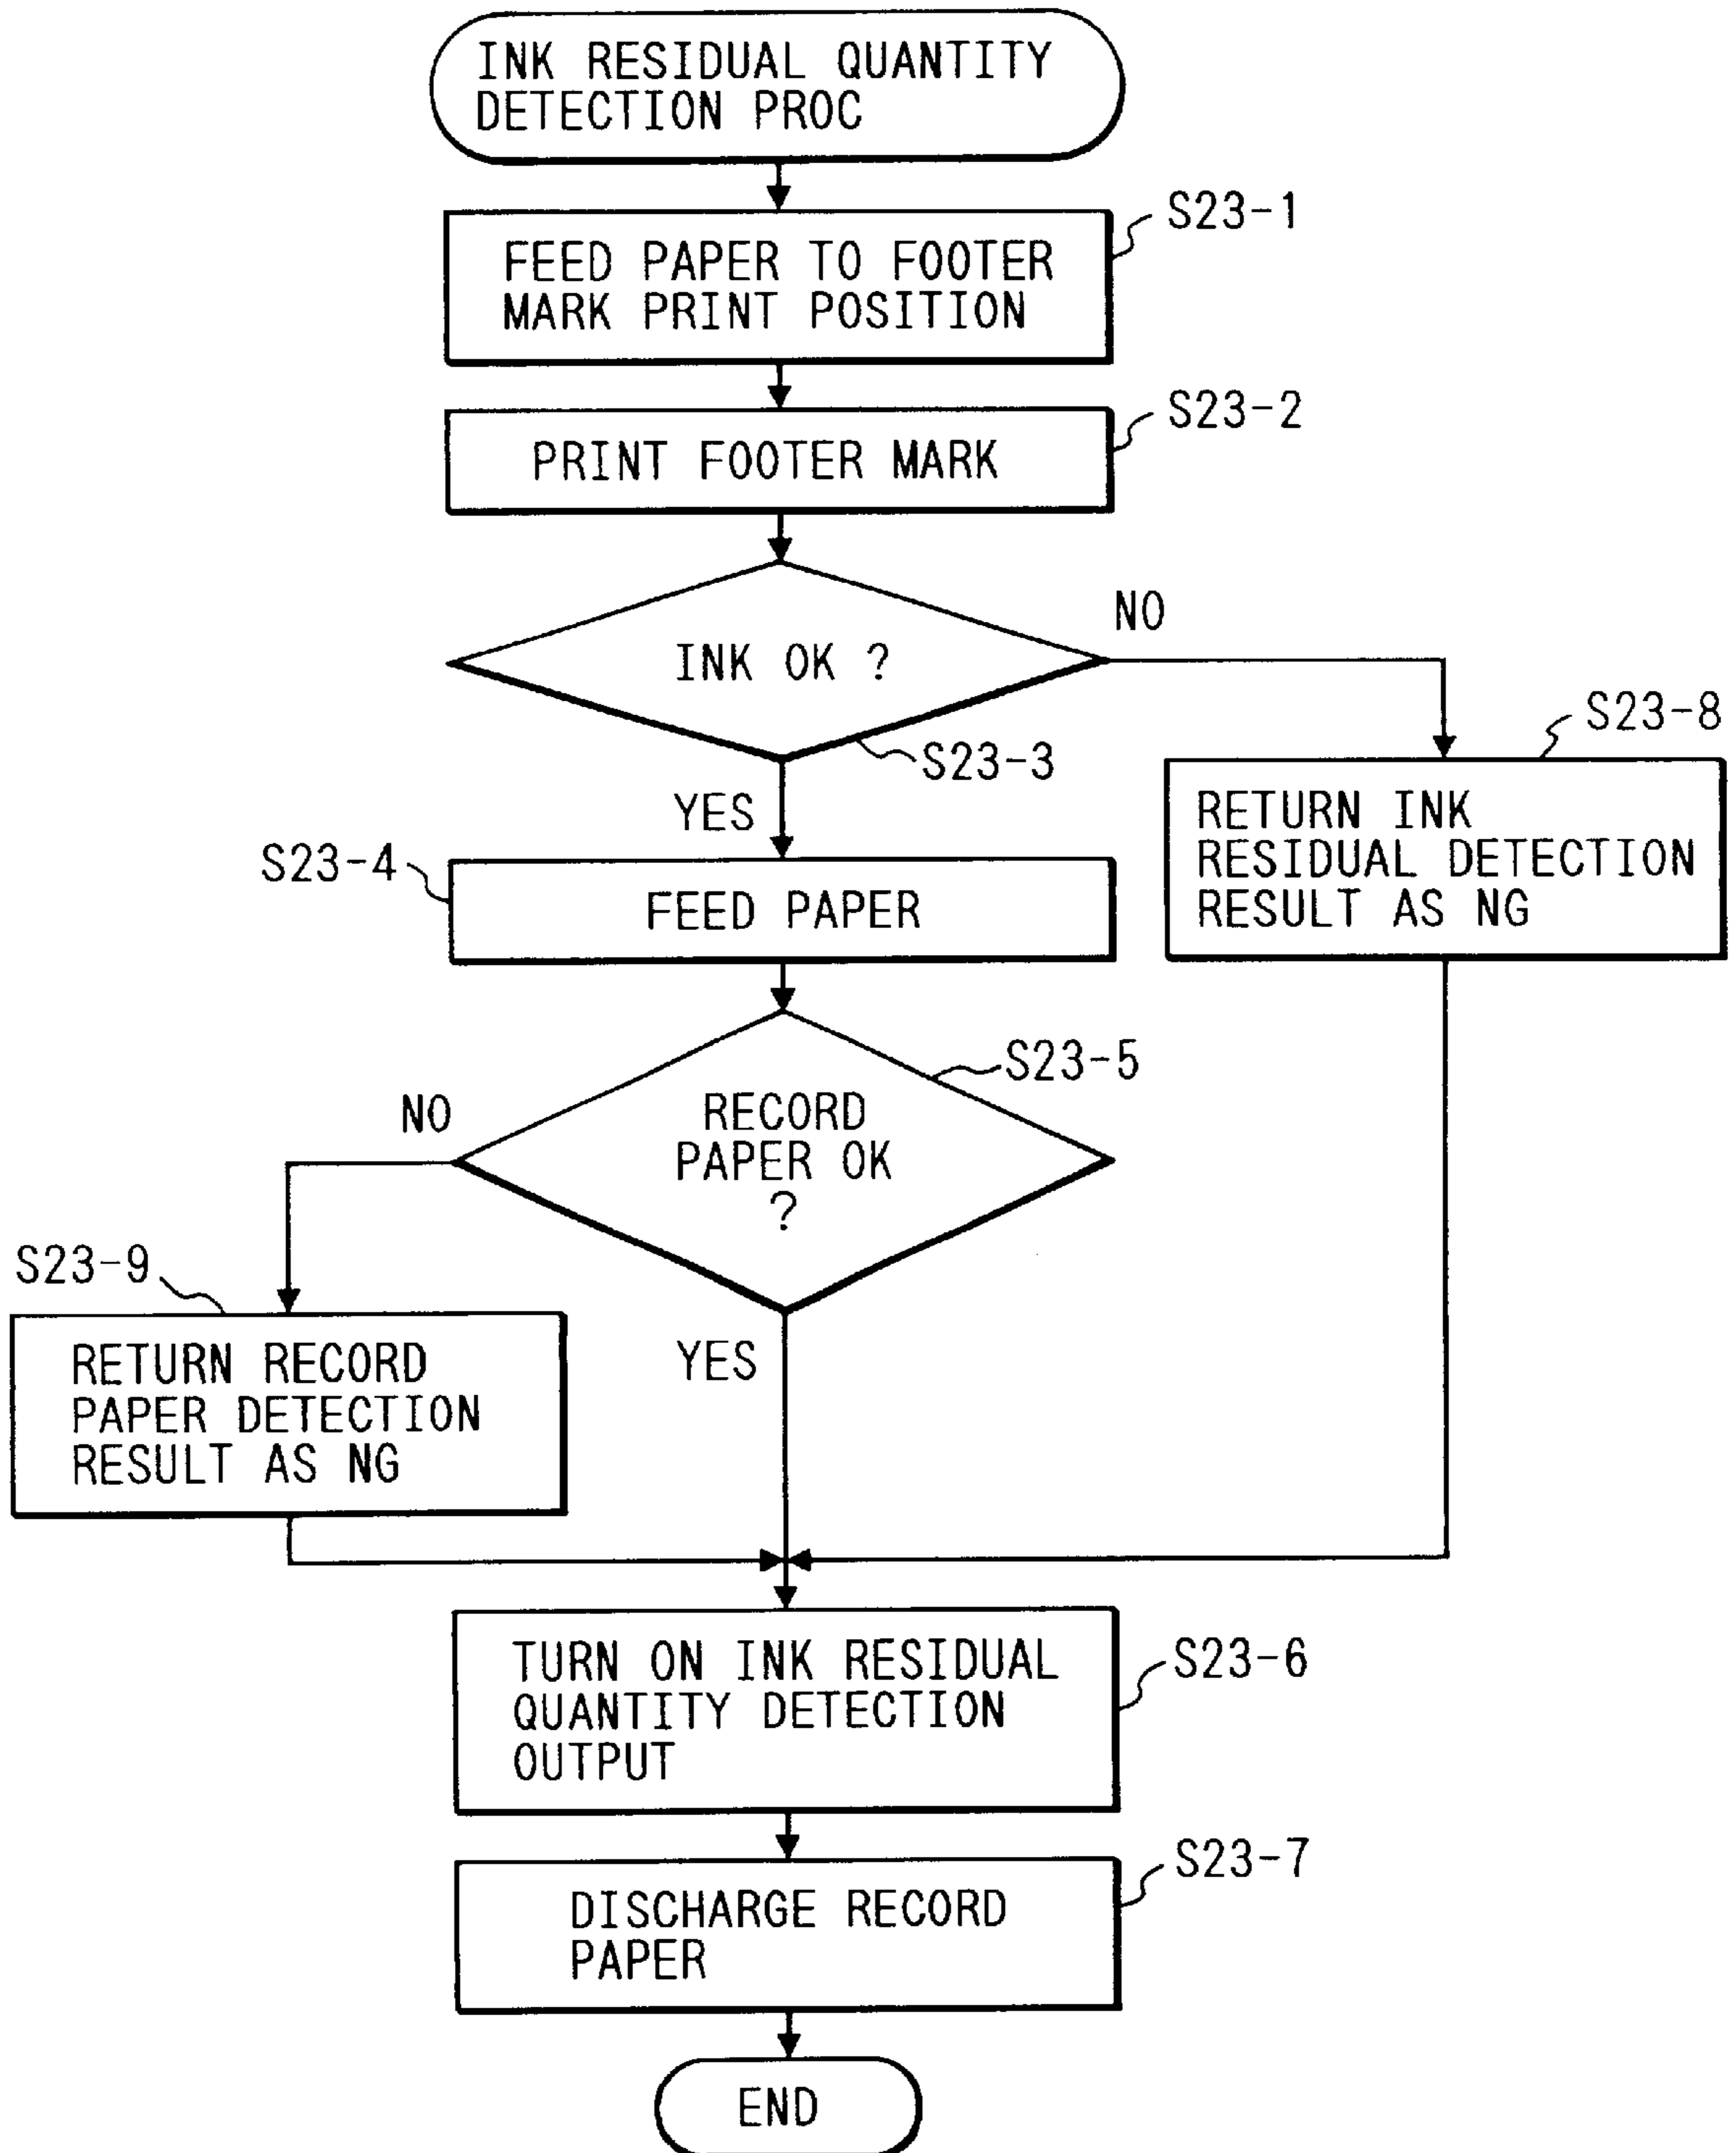 INK RESIDUAL QUANTITY
DETECTION PROC
S23-1
FEED PAPER TO FOOTER
MARK PRINT POSITION
S23-2
PRINT FOOTER MARK
NO
INK OK ?
S23-3
YES
S23-8
RETURN INK
RESIDUAL DETECTION
RESULT AS NG
S23-4
FEED PAPER
S23-5
NO
RECORD
PAPER OK
?
S23-9
RETURN RECORD
PAPER DETECTION
RESULT AS NG
YES
TURN ON INK RESIDUAL
QUANTITY DETECTION
OUTPUT
S23-6
S23-7
DISCHARGE RECORD
PAPER
END